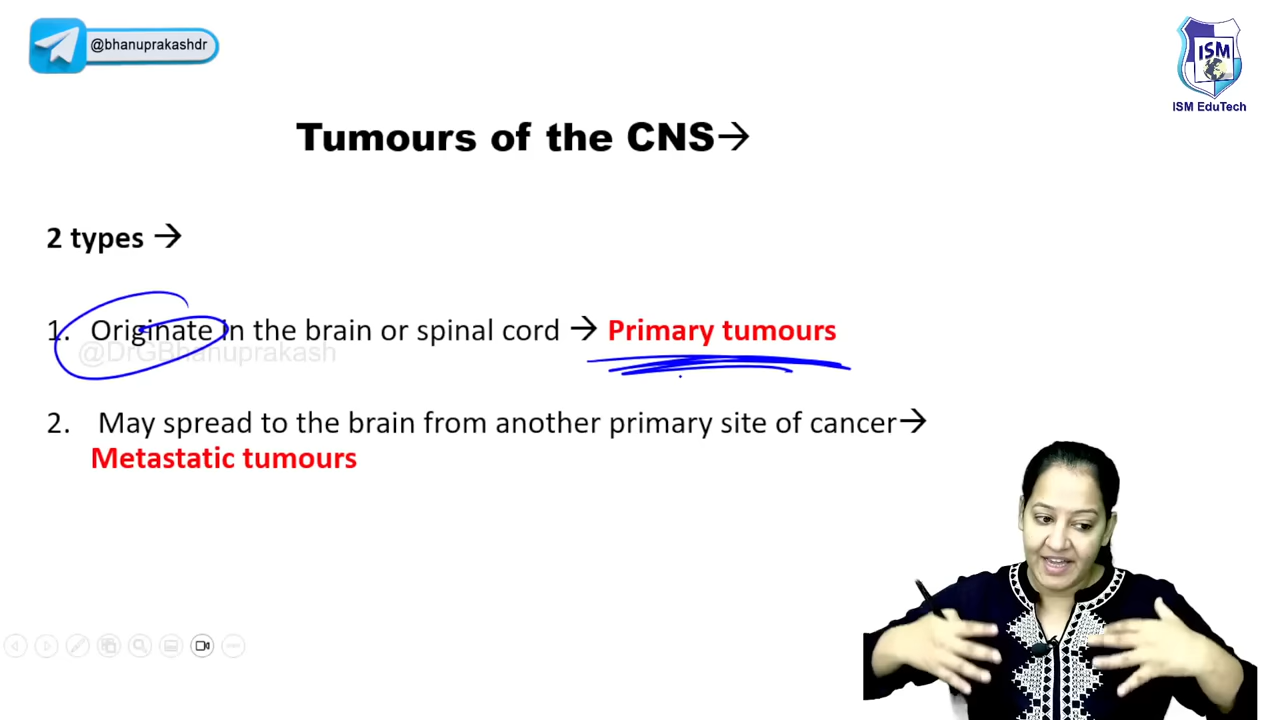 @bhanuprakashdr
ISM
ISM EduTech
Tumours of the CNS→
2 types →
1. Originate in the brain or spinal cord → Primary tumours
@DrGBhanuprakash
2. May spread to the brain from another primary site of cancer→
Metastatic tumours